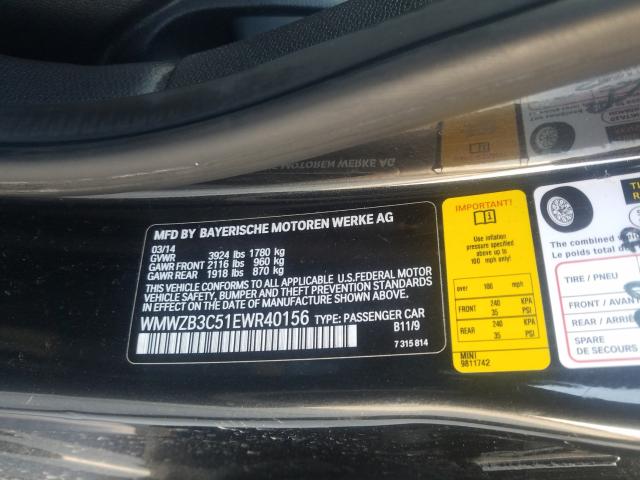 MFD BY BAYERISCHE MOTOREN WERKE AG
03/14
GVWR 3924 lbs 1780 kg
GAWR FRONT 2116 lbs 960 kg
GAWR REAR 1918 lbs 870 kg
THIS VEHICLE CONFORMS TO ALL APPLICABLE U.S.FEDERAL MOTOR
VEHICLE SAFETY, BUMPER, AND THEFT PREVENTION STANDARDS
IN EFFECT ON THE DATE OF MANUFACTURE SHOWN ABOVE.
WMWZB3C51EWR40156 TYPE: PASSENGER CAR
B11/9
7 315 814
IMPORTANT!
Use inflation
pressure specified
above up to
100 mph only!
over 100 mph
FRONT 240 KPA
35 PSI
REAR 240 KPA
35 PSI
MINI
9811742
The combined
Le poids total de
TIRE / PNEU
FRONT / AVAN
REAR / ARRIÈ
SPARE
DE SECOURS
MOTOREN WERKE AG